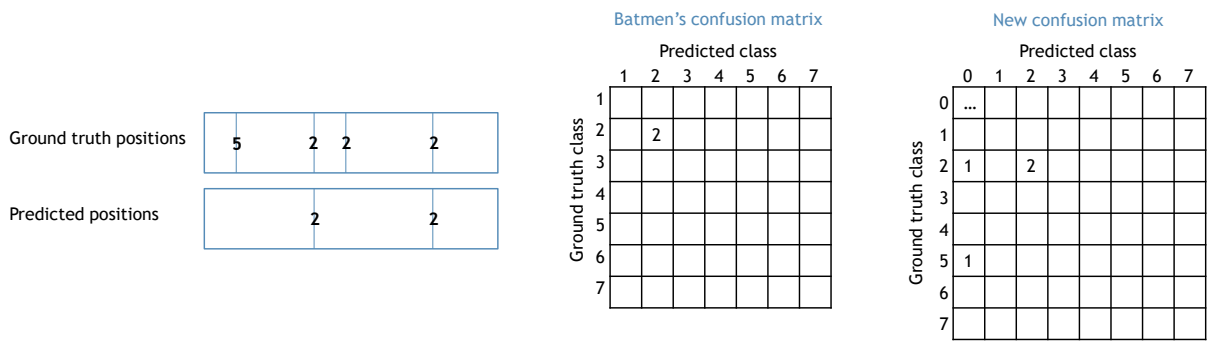 Ground truth positions
5 2 2 2
Predicted positions
2 2
Batmen's confusion matrix
Predicted class
1 2 3 4 5 6 7
Ground truth class
1
2 2
3
4
5
6
7
New confusion matrix
Predicted class
0 1 2 3 4 5 6 7
Ground truth class
0 ...
1
2 1 2
3
4
5 1
6
7